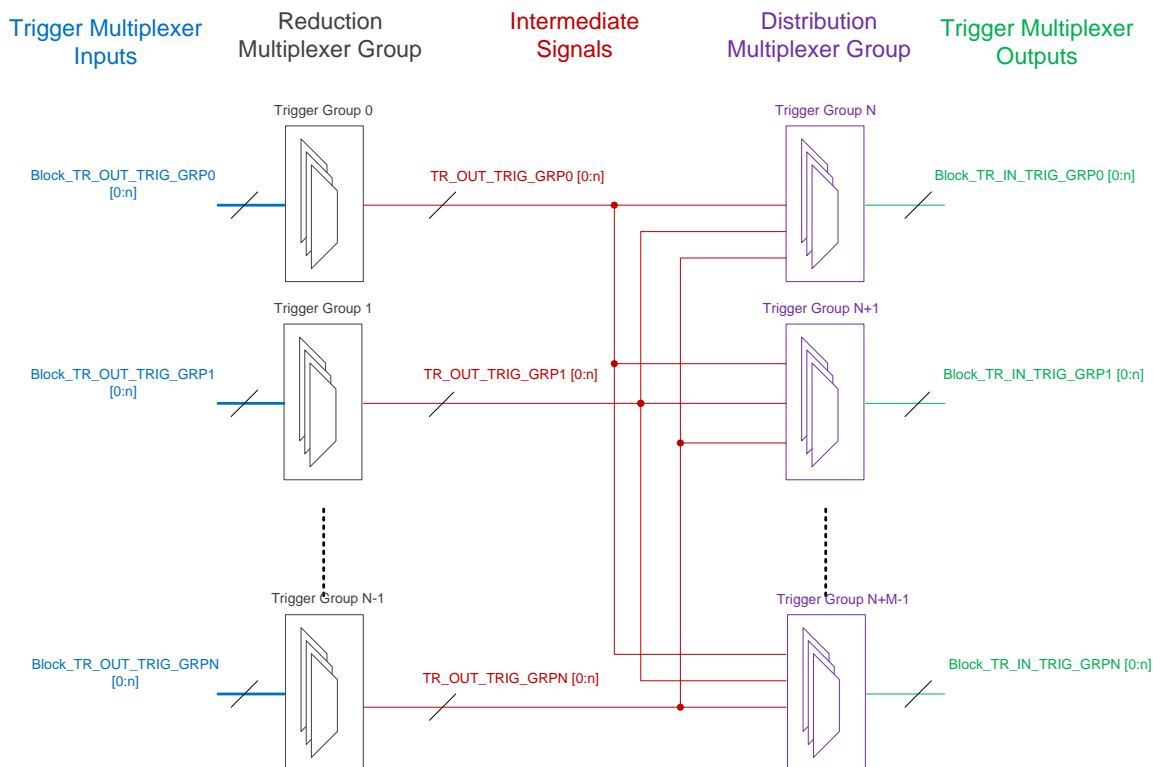 Trigger Multiplexer
Inputs
Reduction
Multiplexer Group
Intermediate
Signals
Distribution
Multiplexer Group
Trigger Multiplexer
Outputs
Trigger Group 0
Trigger Group N
Block_TR_OUT_TRIG_GRP0
[0:n]
TR_OUT_TRIG_GRP0 [0:n]
Block_TR_IN_TRIG_GRP0 [0:n]
Trigger Group 1
Trigger Group N+1
Block_TR_OUT_TRIG_GRP1
[0:n]
TR_OUT_TRIG_GRP1 [0:n]
Block_TR_IN_TRIG_GRP1 [0:n]
Trigger Group N-1
Trigger Group N+M-1
Block_TR_OUT_TRIG_GRPN
[0:n]
TR_OUT_TRIG_GRPN [0:n]
Block_TR_IN_TRIG_GRPN [0:n]